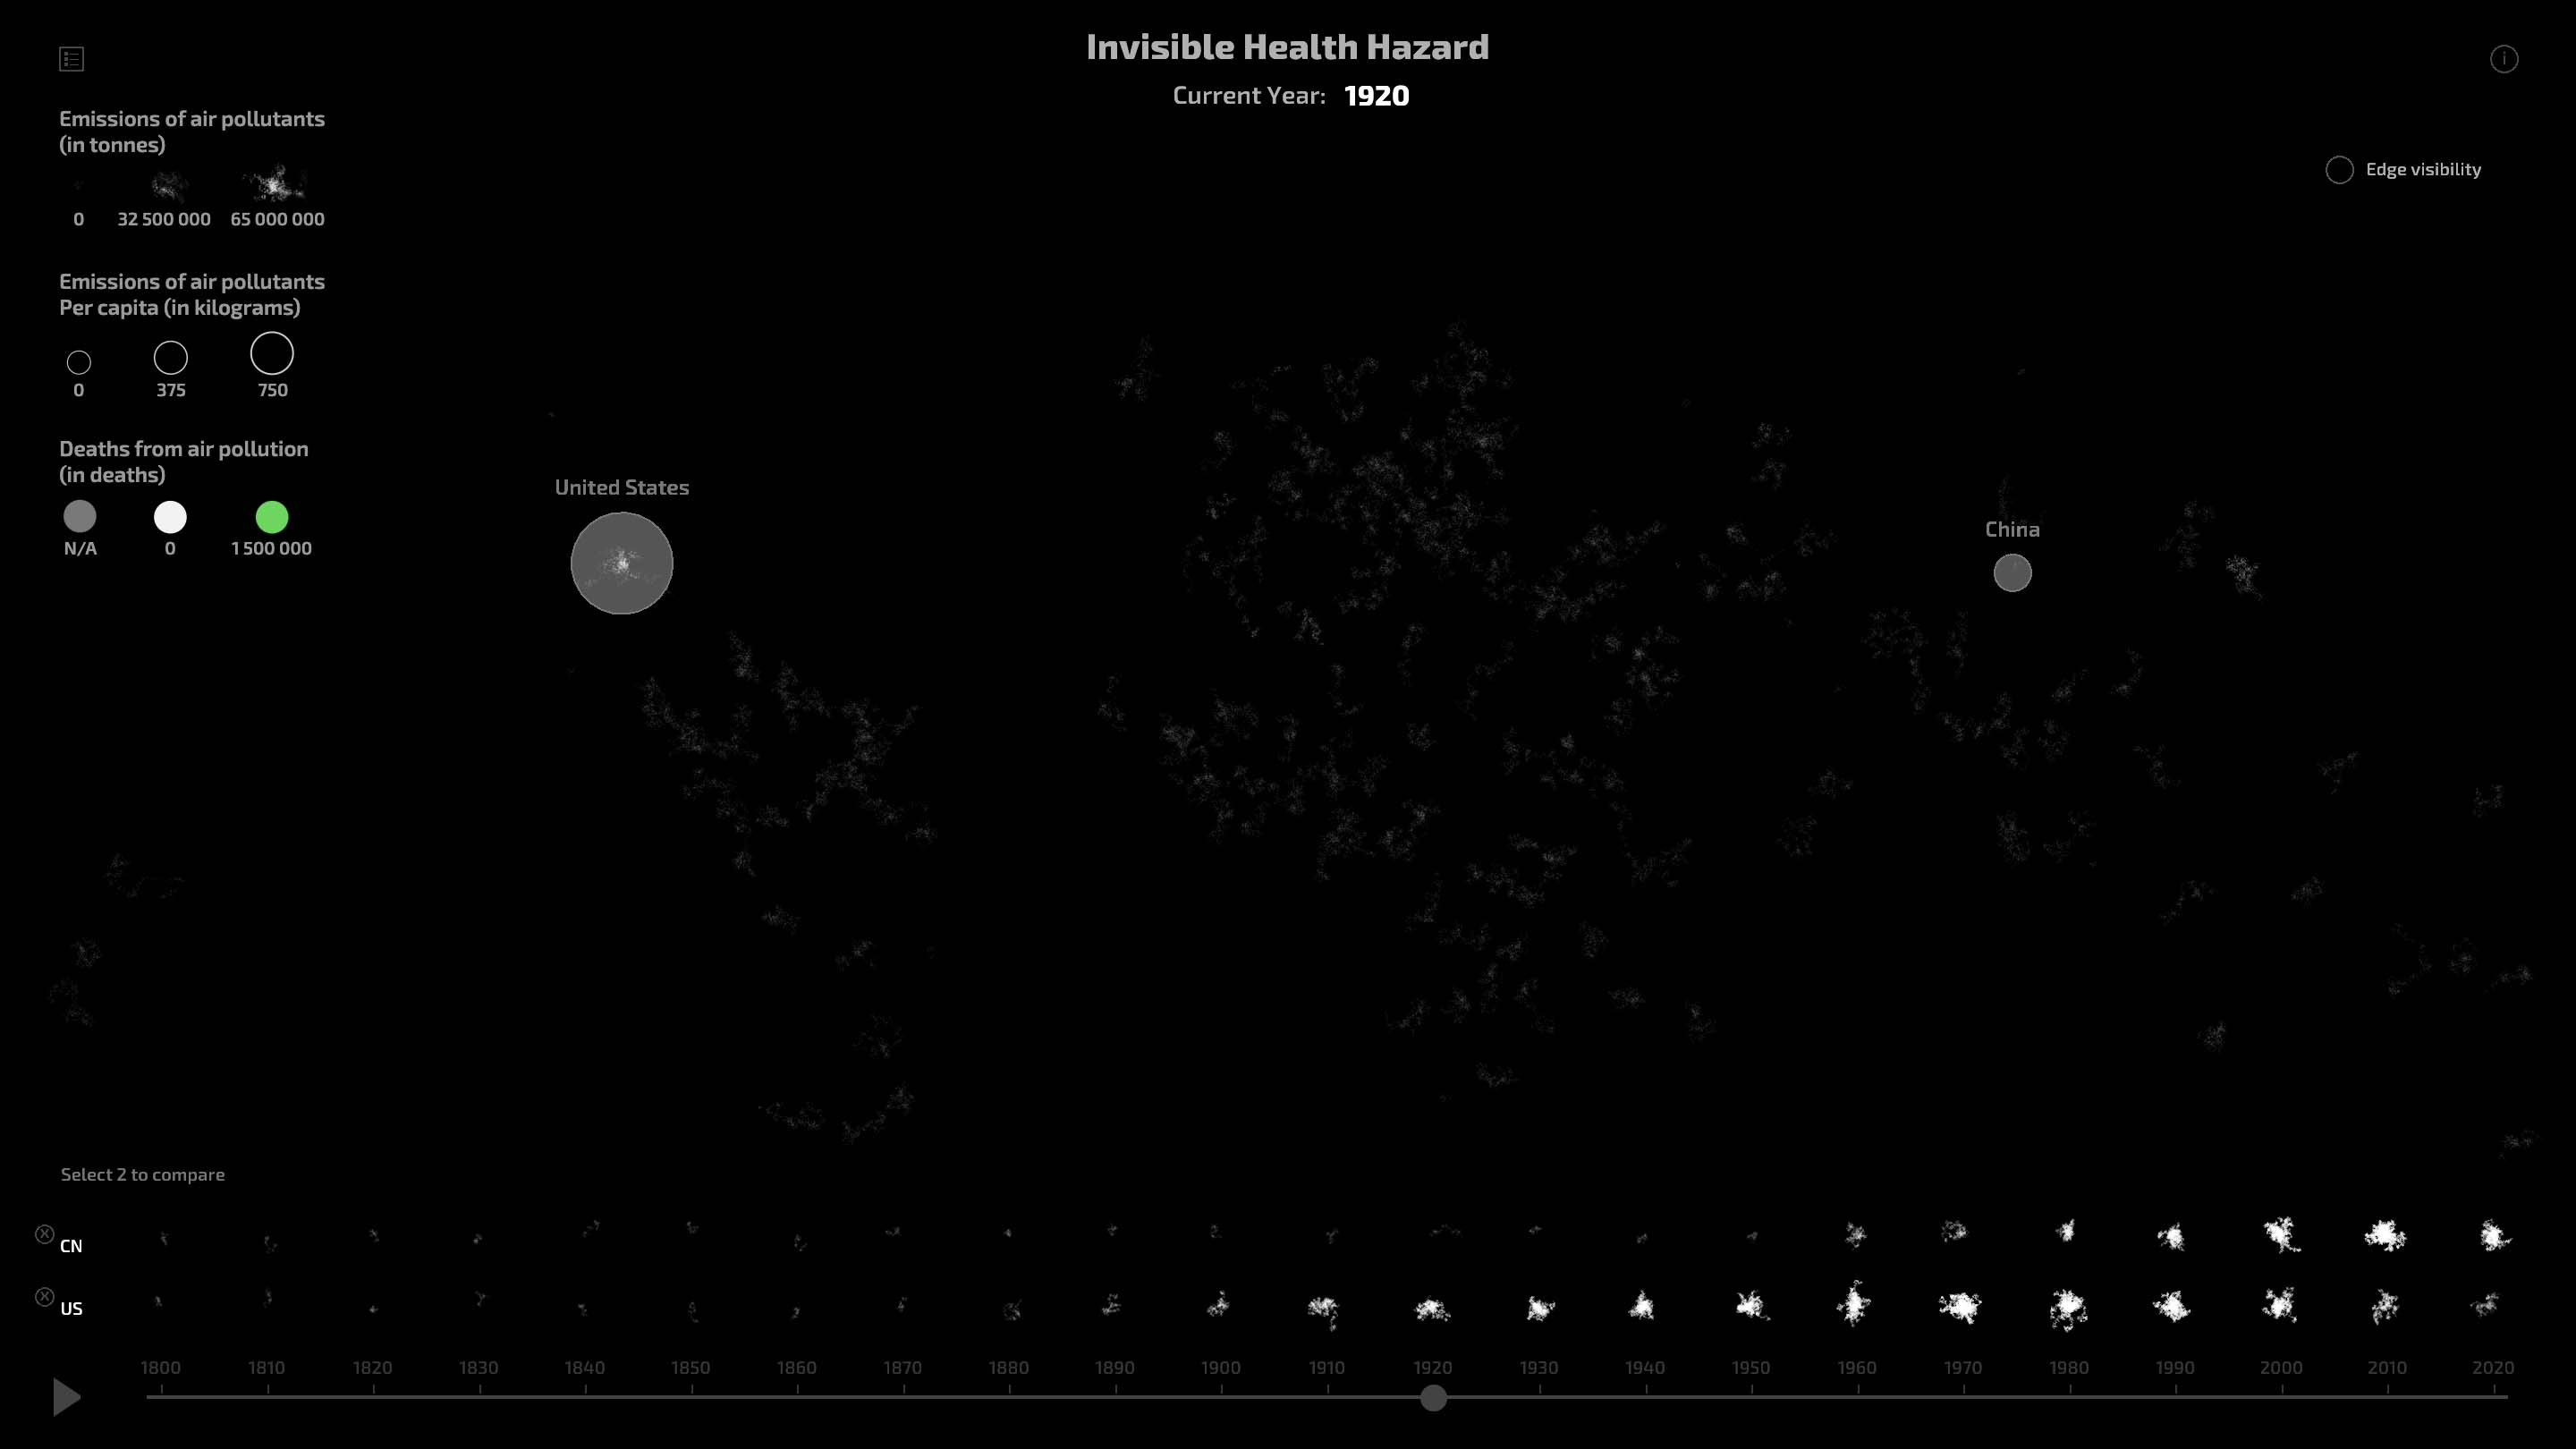 Invisible Health Hazard
Current Year: 1920
Emissions of air pollutants
(in tonnes)
0 32 500 000 65 000 000
Edge visibility
Emissions of air pollutants
Per capita (in kilograms)
0 375 750
Deaths from air pollution
(in deaths)
N/A 0 1 500 000
United States
China
Select 2 to compare
CN
US
1800 1810 1820 1830 1840 1850 1860 1870 1880 1890 1900 1910 1920 1930 1940 1950 1960 1970 1980 1990 2000 2010 2020